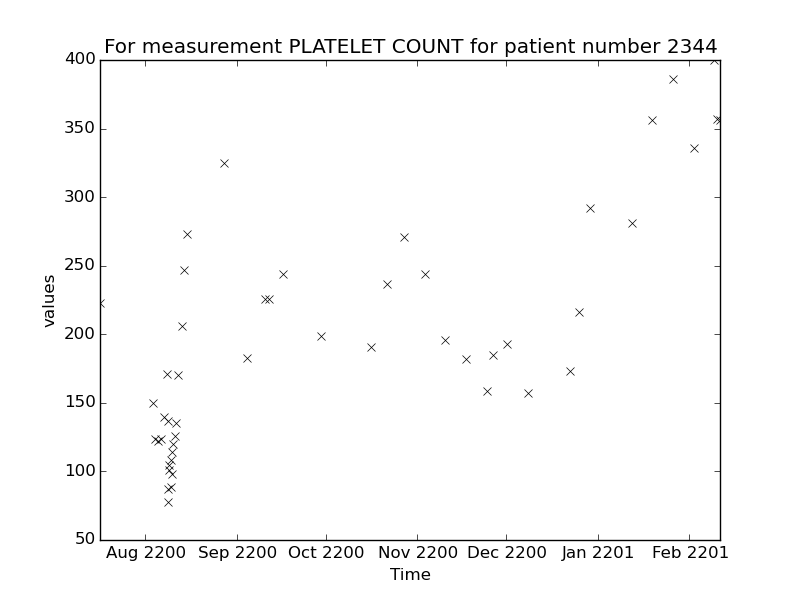 For measurement PLATELET COUNT for patient number 2344
400
350
300
250
200
150
100
50
values
Aug 2200 Sep 2200 Oct 2200 Nov 2200 Dec 2200 Jan 2201 Feb 2201
Time